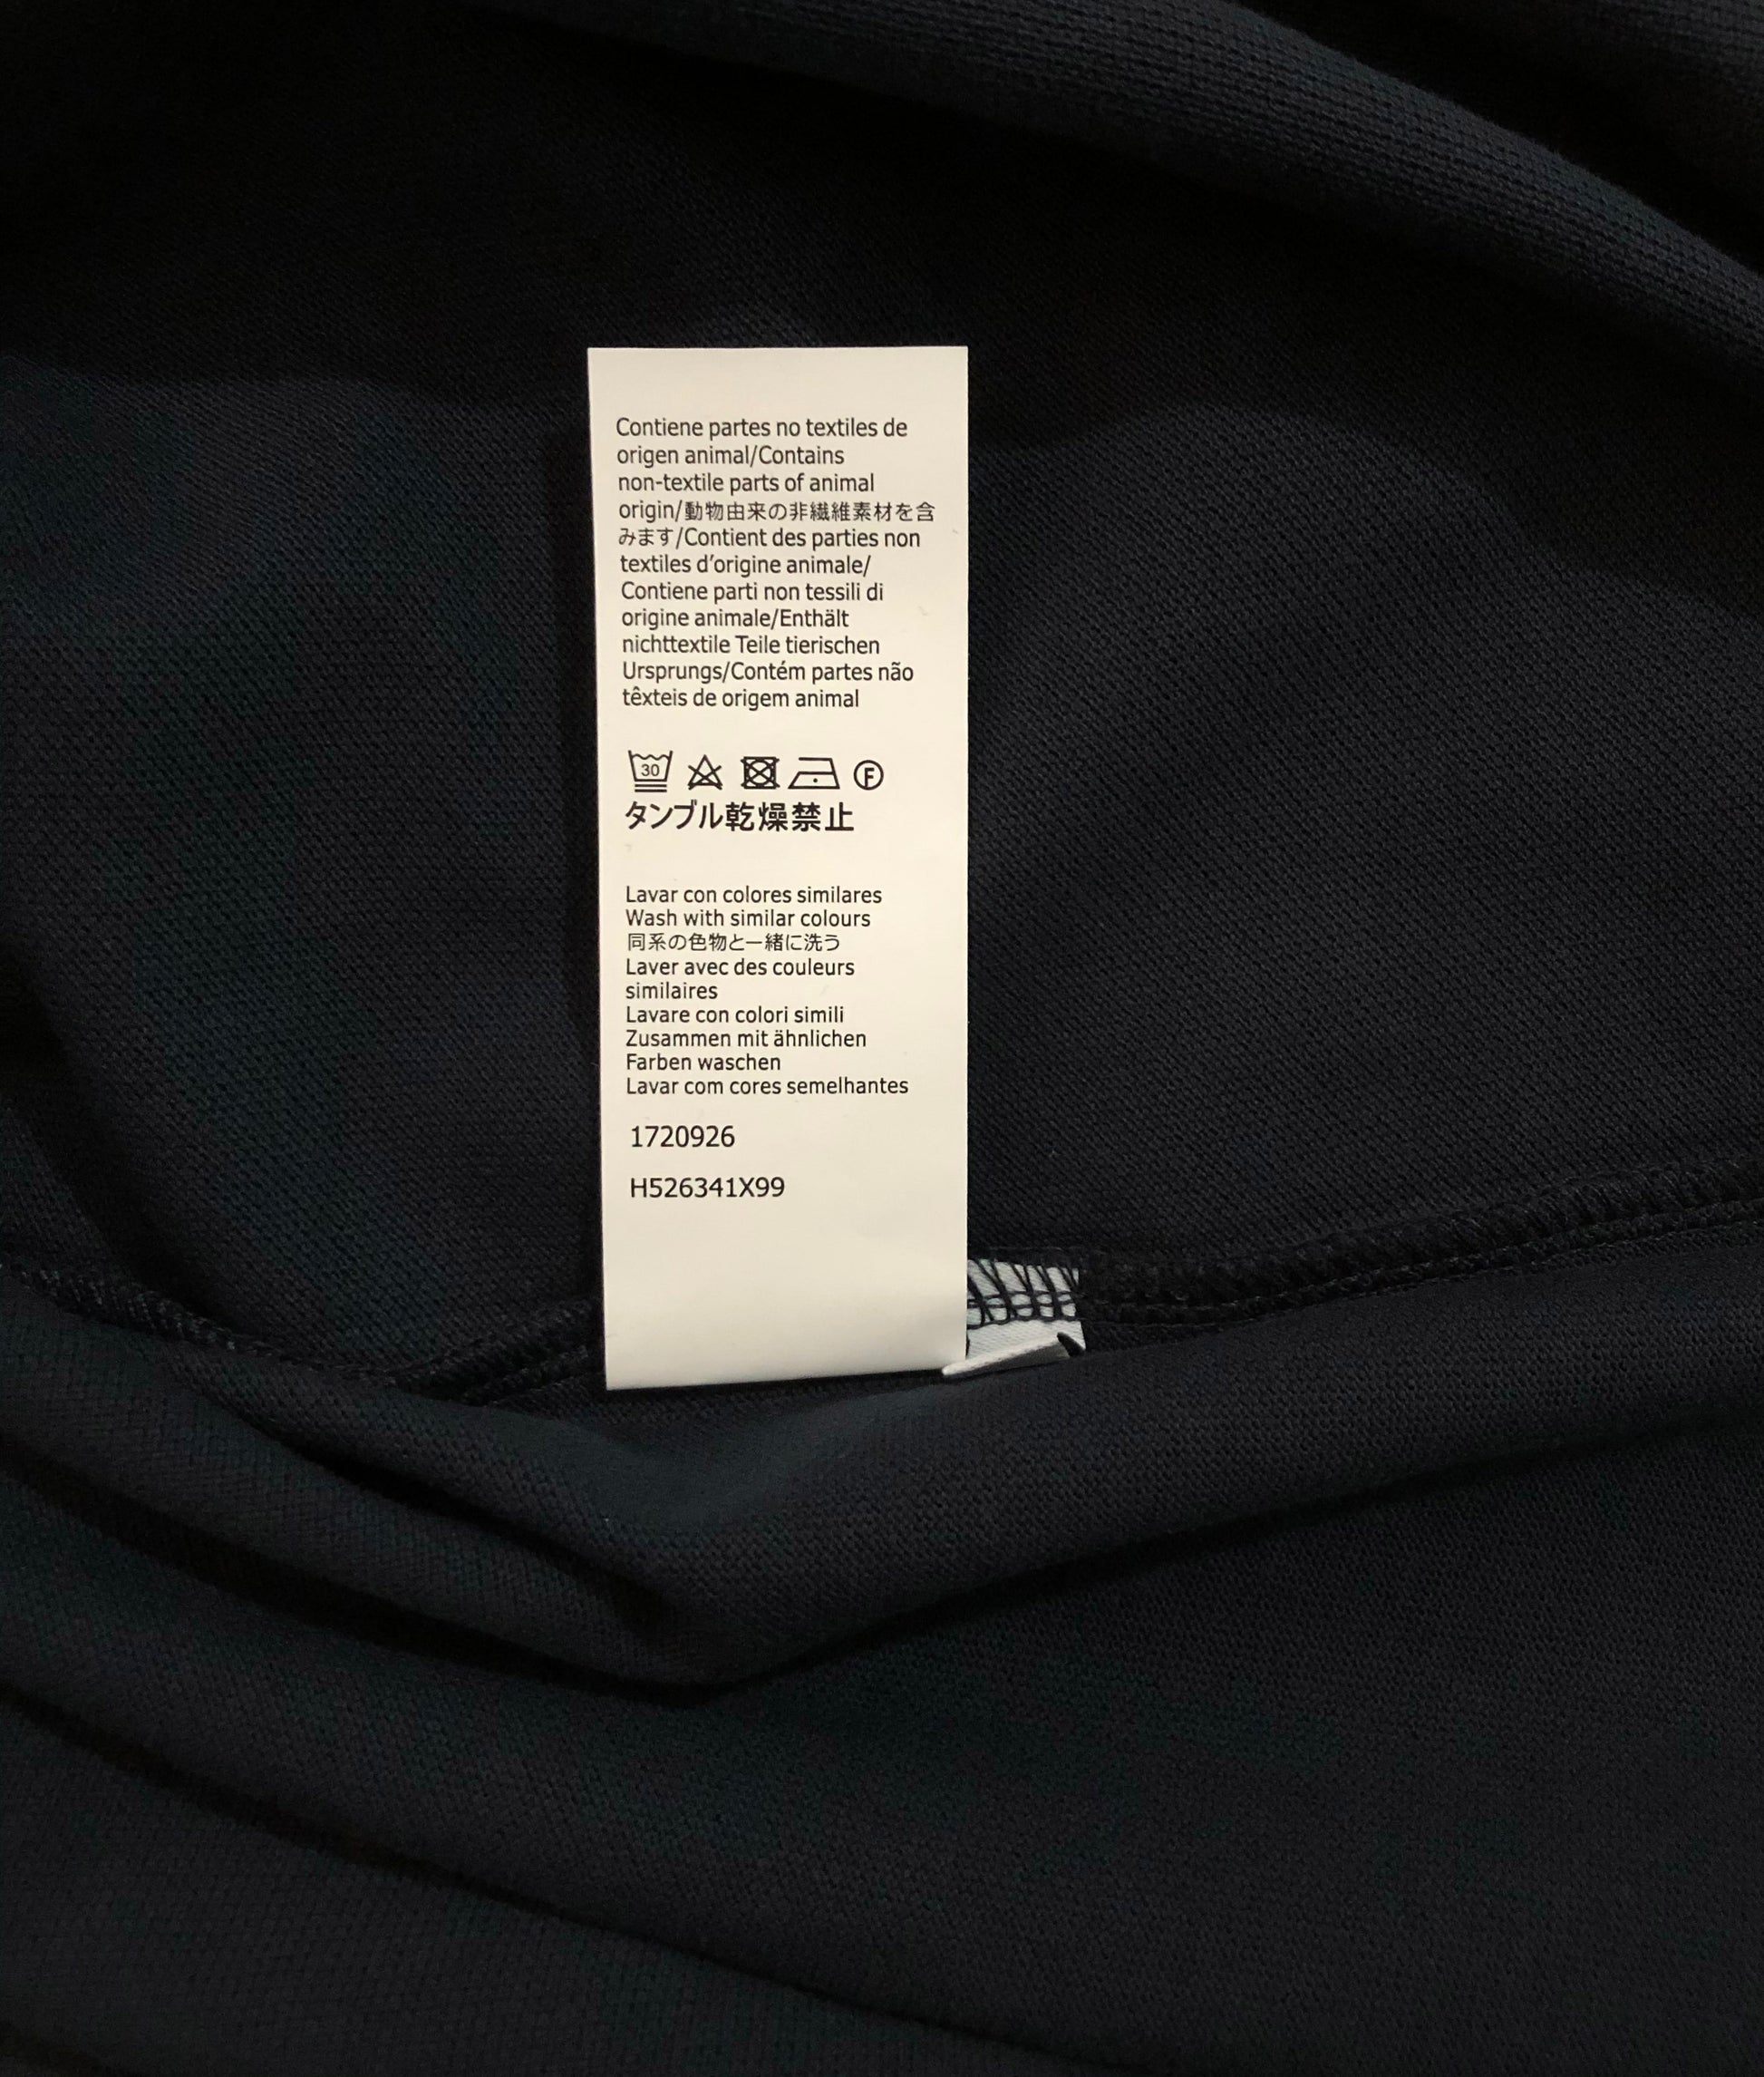 Contiene partes no textiles de
origen animal/Contains
non-textile parts of animal
origin/動物由来の非繊維素材を含
みます/Contient des parties non
textiles d’origine animale/
Contiene parti non tessili di
origine animale/Enthält
nichttextile Teile tierischen
Ursprungs/Contém partes não
têxteis de origem animal
30 F
タンブル乾燥禁止
Lavar con colores similares
Wash with similar colours
同系の色物と一緒に洗う
Laver avec des couleurs
similaires
Lavare con colori simili
Zusammen mit ähnlichen
Farben waschen
Lavar com cores semelhantes
1720926
H526341X99